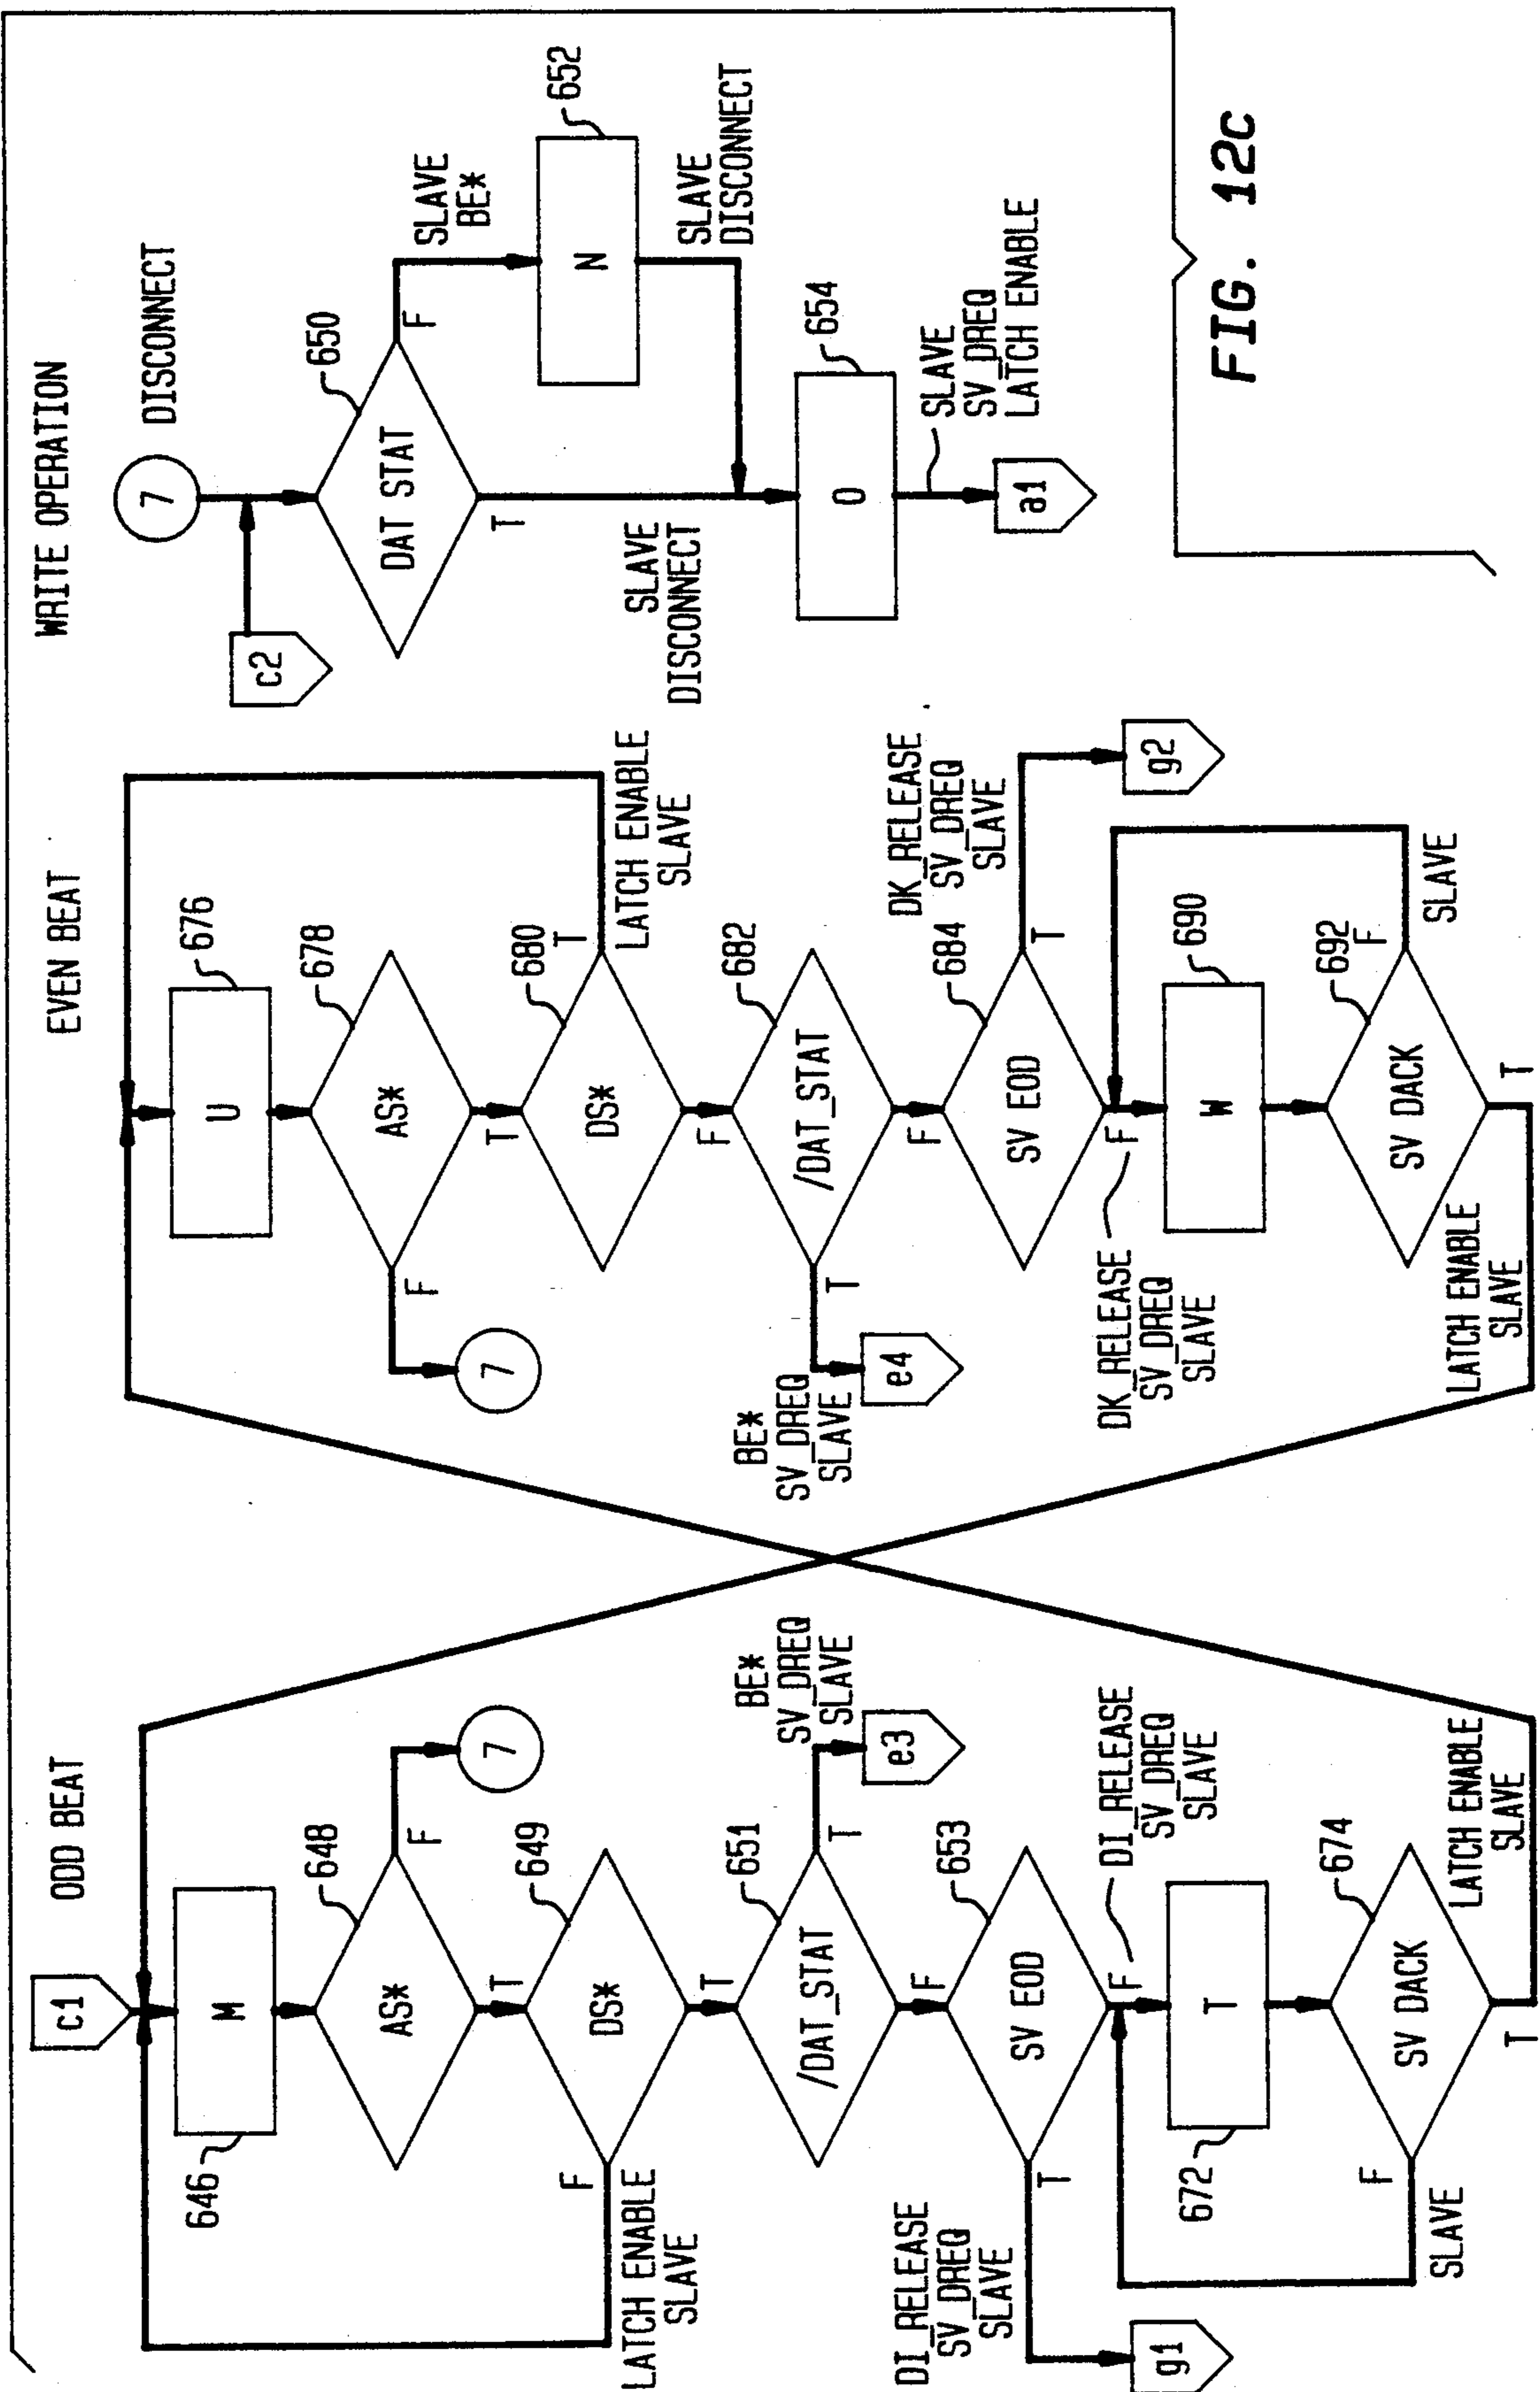 WRITE OPERATION
ODD BEAT
c1
M
646
AS*
648
F
7
T
DS*
649
F
LATCH ENABLE
SLAVE
T
/DAT_STAT
651
T
BE*
SV_DREQ
SLAVE
e3
F
SV EOD
653
T
DI_RELEASE
SV_DREQ
SLAVE
g1
F
DI_RELEASE
SV_DREQ
SLAVE
T
672
SV DACK
674
F
SLAVE
T
LATCH ENABLE
SLAVE
EVEN BEAT
U
676
AS*
678
F
7
T
DS*
680
T
LATCH ENABLE
SLAVE
F
/DAT_STAT
682
T
BE*
SV_DREQ
SLAVE
e4
F
SV EOD
684
T
DK_RELEASE
SV_DREQ
SLAVE
g2
F
DK_RELEASE
SV_DREQ
SLAVE
W
690
SV DACK
692
F
SLAVE
T
LATCH ENABLE
SLAVE
7
DISCONNECT
c2
DAT STAT
650
F
SLAVE
BE*
N
652
SLAVE
DISCONNECT
T
SLAVE
DISCONNECT
O
654
SLAVE
SV_DREQ
LATCH ENABLE
a1
FIG. 12c